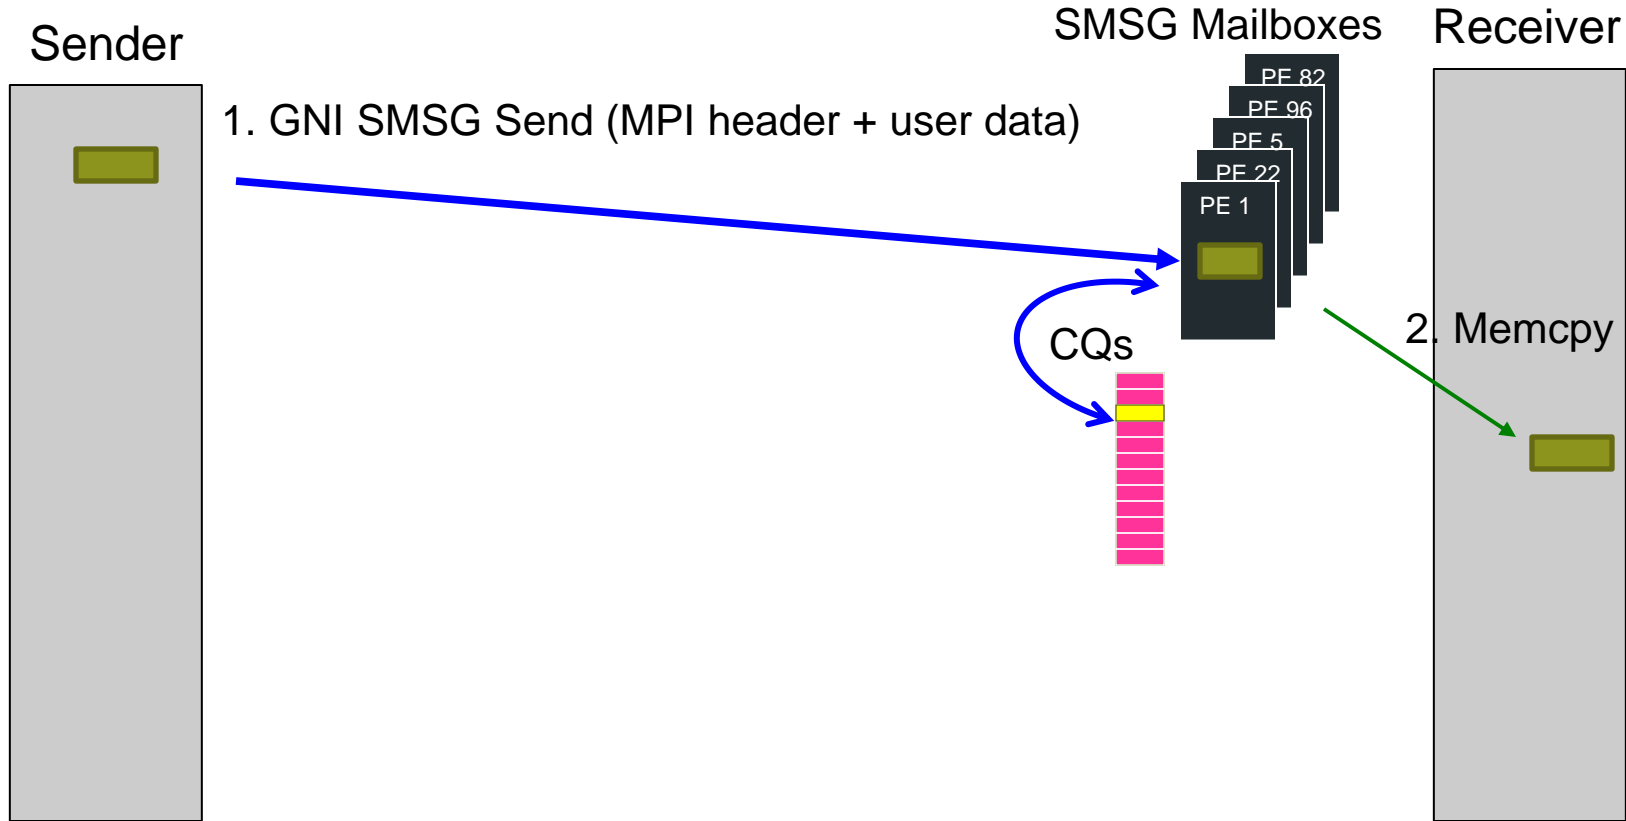 Sender
SMSG Mailboxes
Receiver
1. GNI SMSG Send (MPI header + user data)
PE 82
PE 96
PE 5
PE 22
PE 1
CQs
2. Memcpy